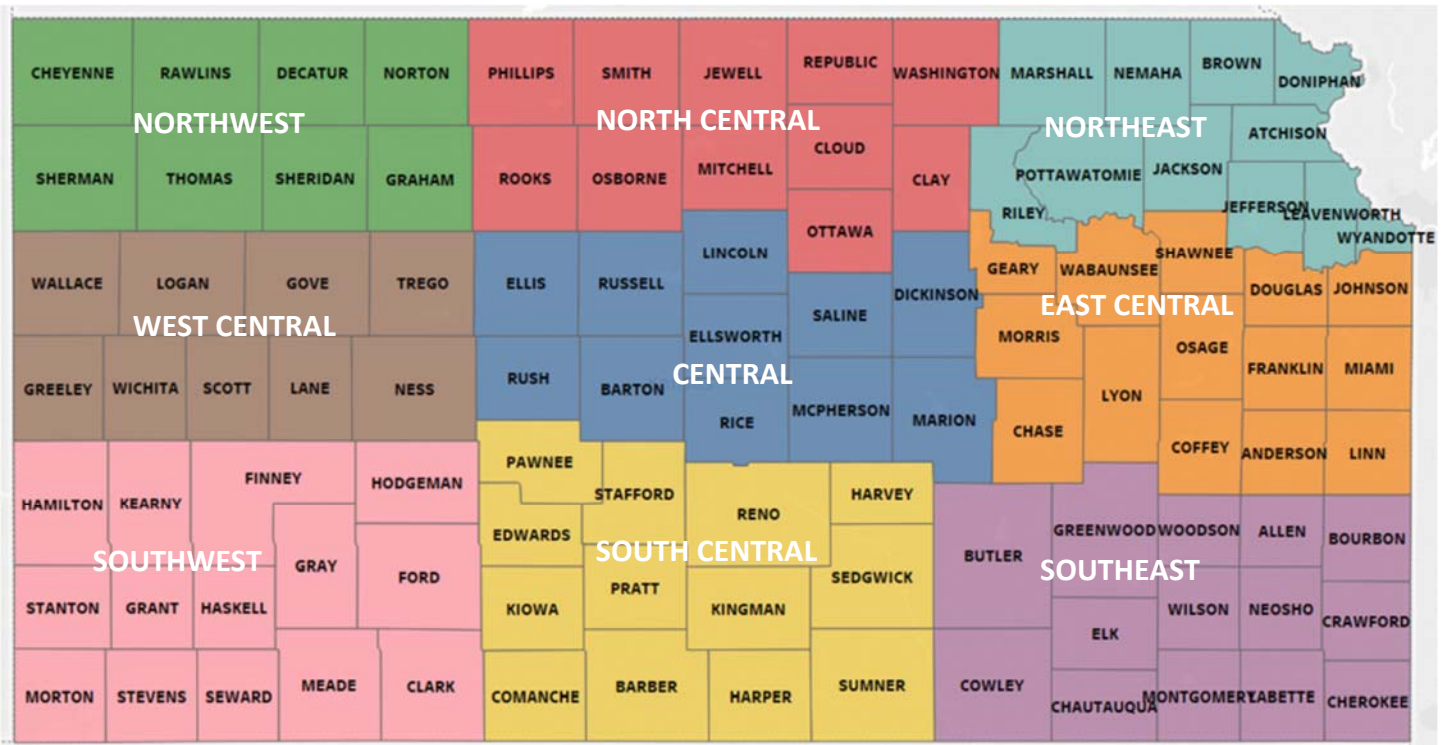 CHEYENNE
RAWLINS
DECATUR
NORTON
PHILLIPS
SMITH
JEWELL
REPUBLIC
WASHINGTON
MARSHALL
NEMAHA
BROWN
DONIPHAN
NORTHWEST
NORTH CENTRAL
NORTHEAST
ATCHISON
SHERMAN
THOMAS
SHERIDAN
GRAHAM
ROOKS
OSBORNE
MITCHELL
CLOUD
CLAY
POTTAWATOMIE
JACKSON
RILEY
JEFFERSON
LEAVENWORTH
WYANDOTTE
OTTAWA
WALLACE
LOGAN
GOVE
TREGO
ELLIS
RUSSELL
LINCOLN
SALINE
DICKINSON
GEARY
WABAUNSEE
SHAWNEE
DOUGLAS
JOHNSON
WEST CENTRAL
EAST CENTRAL
ELLSWORTH
MORRIS
OSAGE
CENTRAL
GREELEY
WICHITA
SCOTT
LANE
NESS
RUSH
BARTON
RICE
MCPHERSON
MARION
CHASE
LYON
FRANKLIN
MIAMI
COFFEY
ANDERSON
LINN
HAMILTON
KEARNY
FINNEY
HODGEMAN
PAWNEE
STAFFORD
RENO
HARVEY
EDWARDS
SOUTHWEST
SOUTH CENTRAL
SOUTHEAST
GRAY
FORD
BUTLER
GREENWOOD
WOODSON
ALLEN
BOURBON
STANTON
GRANT
HASKELL
KIOWA
PRATT
KINGMAN
SEDGWICK
ELK
WILSON
NEOSHO
CRAWFORD
MORTON
STEVENS
SEWARD
MEADE
CLARK
COMANCHE
BARBER
HARPER
SUMNER
COWLEY
CHAUTAUQUA
MONTGOMERY
LABETTE
CHEROKEE